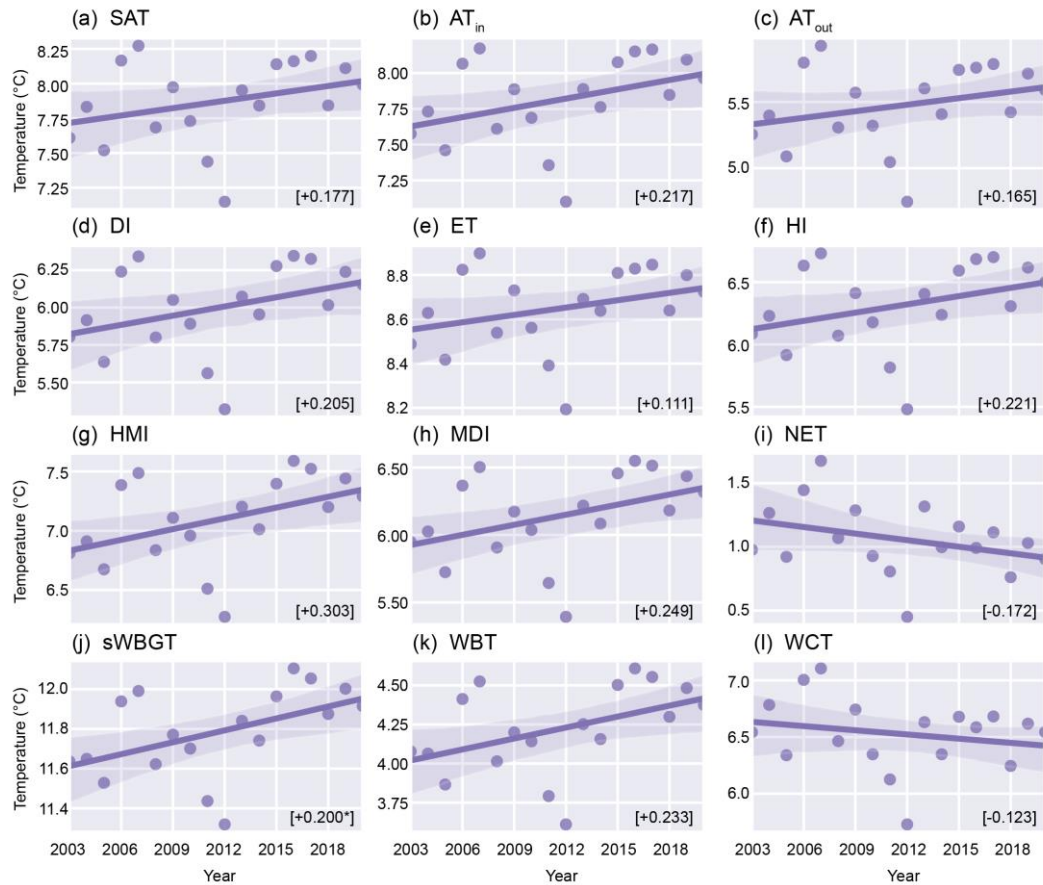 (a) SAT
(b) ATin
(c) ATout
Temperature (°C)
8.25
8.00
7.75
7.50
7.25
[+0.177]
8.00
7.75
7.50
7.25
[+0.217]
5.5
5.0
[+0.165]
(d) DI
(e) ET
(f) HI
Temperature (°C)
6.25
6.00
5.75
5.50
[+0.205]
8.8
8.6
8.4
8.2
[+0.111]
6.5
6.0
5.5
[+0.221]
(g) HMI
(h) MDI
(i) NET
Temperature (°C)
7.5
7.0
6.5
[+0.303]
6.50
6.00
5.50
[+0.249]
1.5
1.0
0.5
[-0.172]
(j) sWBGT
(k) WBT
(l) WCT
Temperature (°C)
12.0
11.8
11.6
11.4
[+0.200*]
4.50
4.25
4.00
3.75
[+0.233]
7.0
6.5
6.0
[-0.123]
2003 2006 2009 2012 2015 2018
2003 2006 2009 2012 2015 2018
2003 2006 2009 2012 2015 2018
Year
Year
Year